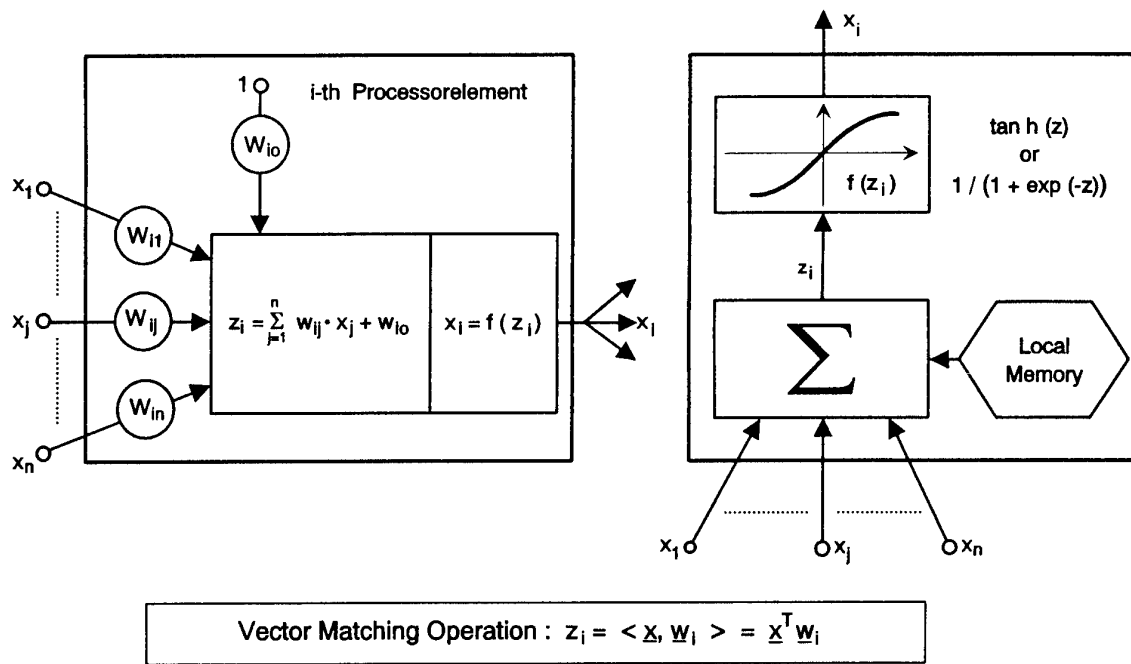 1
i-th Processorelement
W_io
x_1
W_i1
x_j
W_ij
x_n
W_in
z_i = Σ_{j=1}^{n} w_ij · x_j + w_io
x_i = f ( z_i )
x_i
x_i
f (z_i)
tan h (z)
or
1 / (1 + exp (-z))
z_i
Σ
Local
Memory
x_1
x_j
x_n
Vector Matching Operation : z_i = < x, w_i > = x^T w_i